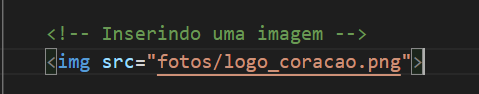 <!-- Inserindo uma imagem -->
<img src="fotos/logo_coracao.png">